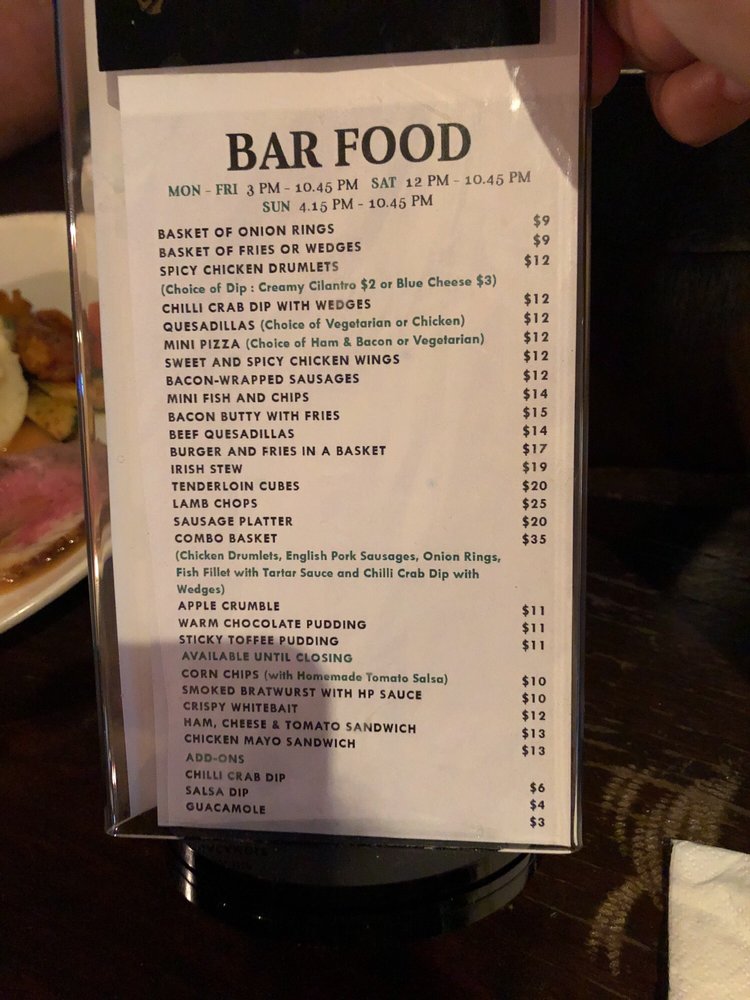 BAR FOOD
MON - FRI 3 PM - 10.45 PM SAT 12 PM - 10.45 PM
SUN 4.15 PM - 10.45 PM
BASKET OF ONION RINGS $9
BASKET OF FRIES OR WEDGES $9
SPICY CHICKEN DRUMLETS $12
(Choice of Dip : Creamy Cilantro $2 or Blue Cheese $3)
CHILLI CRAB DIP WITH WEDGES $12
QUESADILLAS (Choice of Vegetarian or Chicken) $12
MINI PIZZA (Choice of Ham & Bacon or Vegetarian) $12
SWEET AND SPICY CHICKEN WINGS $12
BACON-WRAPPED SAUSAGES $12
MINI FISH AND CHIPS $14
BACON BUTTY WITH FRIES $15
BEEF QUESADILLAS $14
BURGER AND FRIES IN A BASKET $17
IRISH STEW $19
TENDERLOIN CUBES $20
LAMB CHOPS $25
SAUSAGE PLATTER $20
COMBO BASKET $35
(Chicken Drumlets, English Pork Sausages, Onion Rings,
Fish Fillet with Tartar Sauce and Chilli Crab Dip with
Wedges)
APPLE CRUMBLE $11
WARM CHOCOLATE PUDDING $11
STICKY TOFFEE PUDDING $11
AVAILABLE UNTIL CLOSING
CORN CHIPS (with Homemade Tomato Salsa) $10
SMOKED BRATWURST WITH HP SAUCE $10
CRISPY WHITEBAIT $12
HAM, CHEESE & TOMATO SANDWICH $13
CHICKEN MAYO SANDWICH $13
ADD-ONS
CHILLI CRAB DIP $6
SALSA DIP $4
GUACAMOLE $3